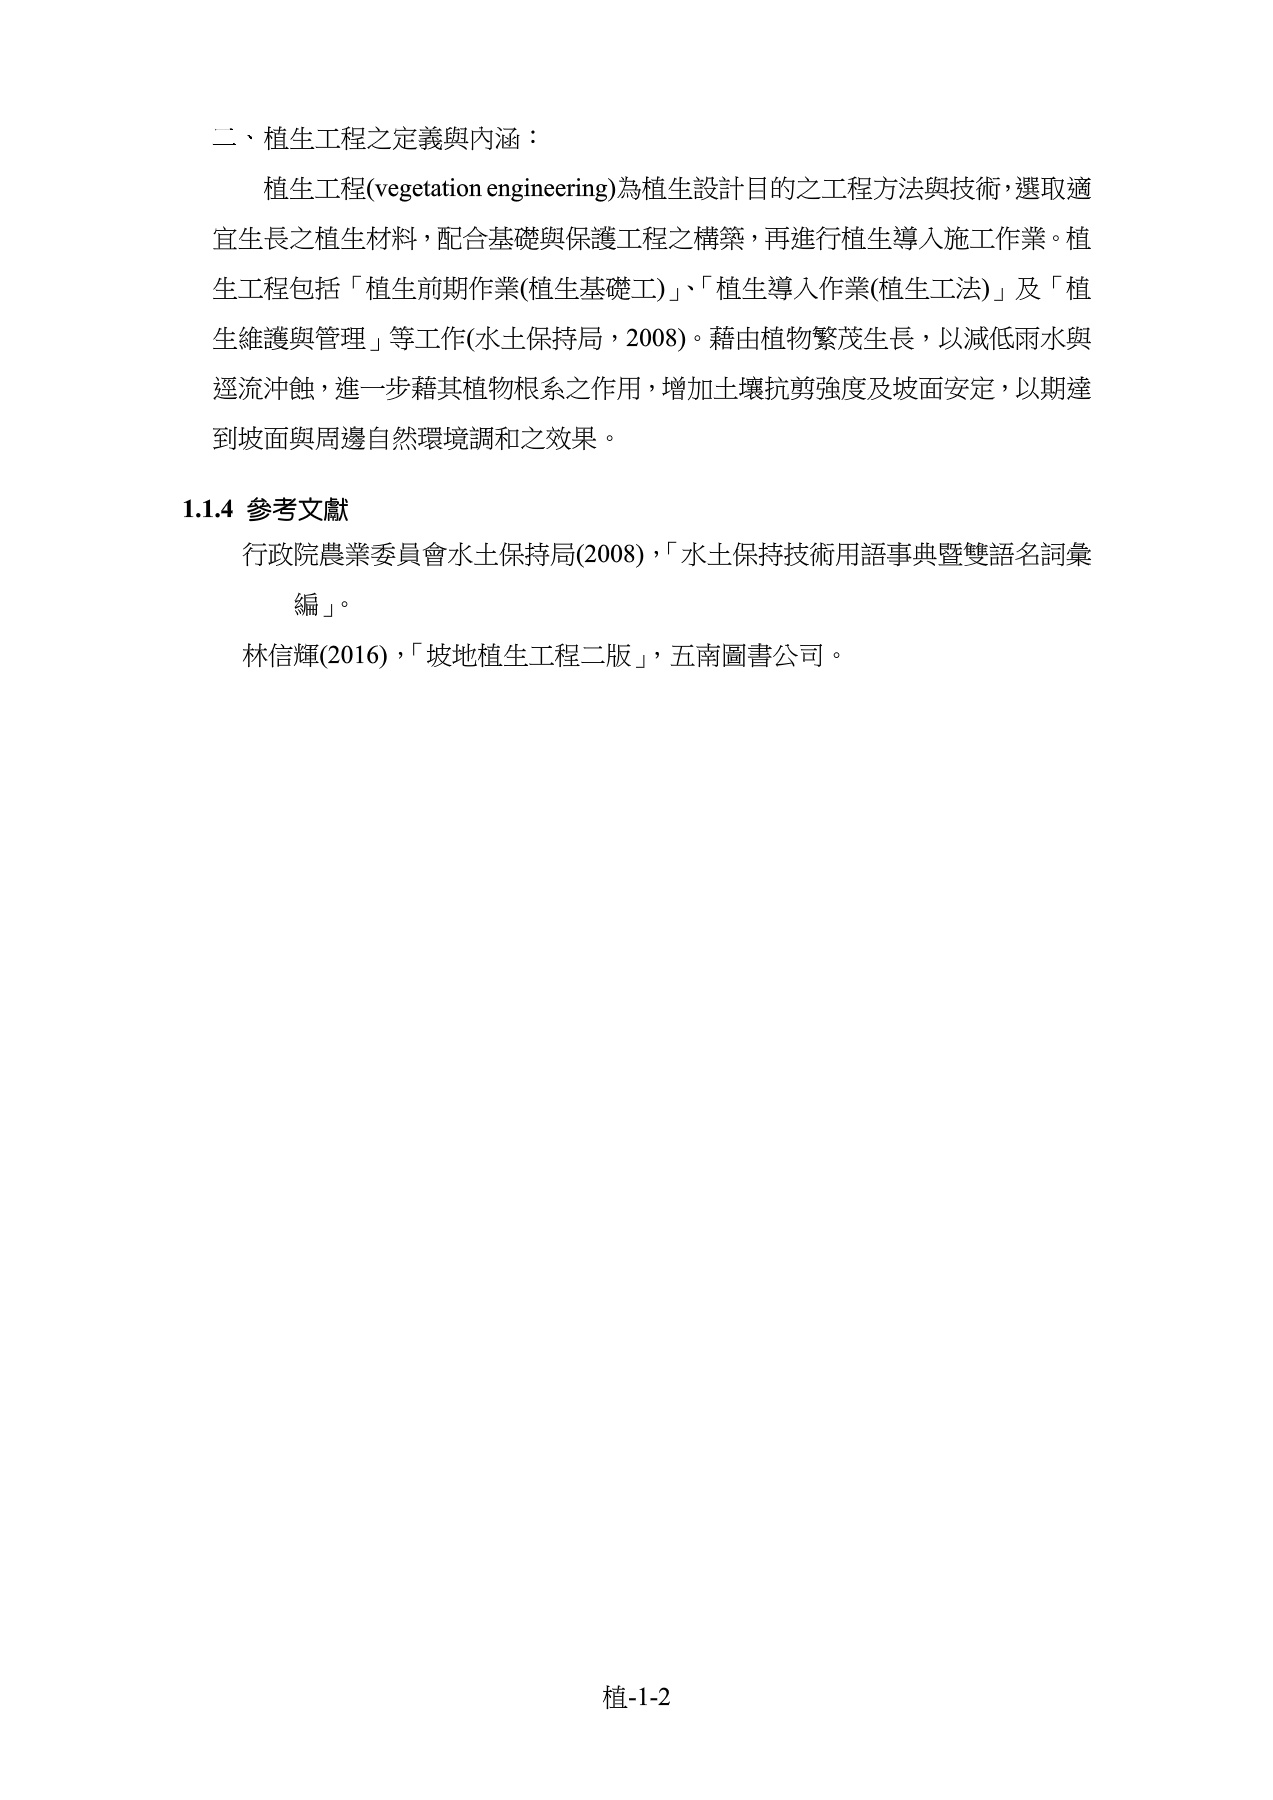 二、植生工程之定義與內涵：
植生工程(vegetation engineering)為植生設計目的之工程方法與技術，選取適
宜生長之植生材料，配合基礎與保護工程之構築，再進行植生導入施工作業。植
生工程包括「植生前期作業(植生基礎工)」、「植生導入作業(植生工法)」及「植
生維護與管理」等工作(水土保持局，2008)。藉由植物繁茂生長，以減低雨水與
逕流沖蝕，進一步藉其植物根系之作用，增加土壤抗剪強度及坡面安定，以期達
到坡面與周邊自然環境調和之效果。
1.1.4 參考文獻
行政院農業委員會水土保持局(2008)，「水土保持技術用語事典暨雙語名詞彙
編」。
林信輝(2016)，「坡地植生工程二版」，五南圖書公司。
植-1-2